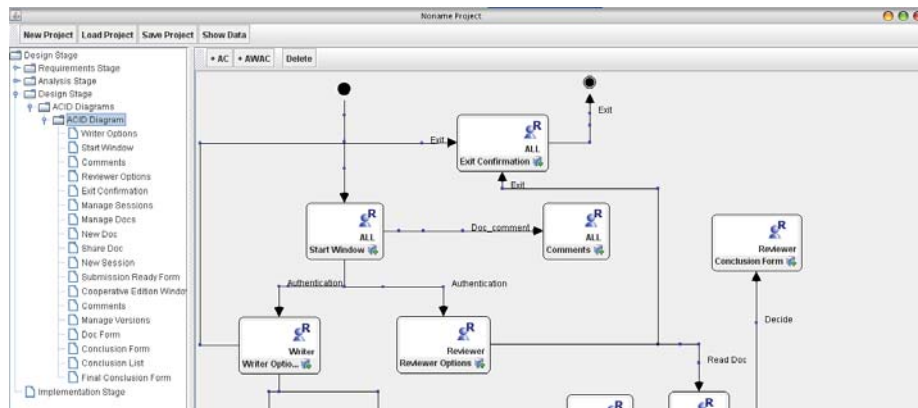 Noname Project
New Project Load Project Save Project Show Data
Design Stage
Requirements Stage
Analysis Stage
Design Stage
ACID Diagrams
ACID Diagram
Writer Options
Start Window
Comments
Reviewer Options
Exit Confirmation
Manage Sessions
Manage Docs
New Doc
Share Doc
New Session
Submission Ready Form
Cooperative Edition Window
Comments
Manage Versions
Doc Form
Conclusion Form
Conclusion List
Final Conclusion Form
Implementation Stage
+ AC + AWAC Delete
Exit
Exit
R
ALL
Exit Confirmation
Exit
R
ALL
Start Window
Doc_comment
R
ALL
Comments
R
Reviewer
Conclusion Form
Authentication
Authentication
R
Writer
Writer Optio...
R
Reviewer
Reviewer Options
Decide
Read Doc
R
R